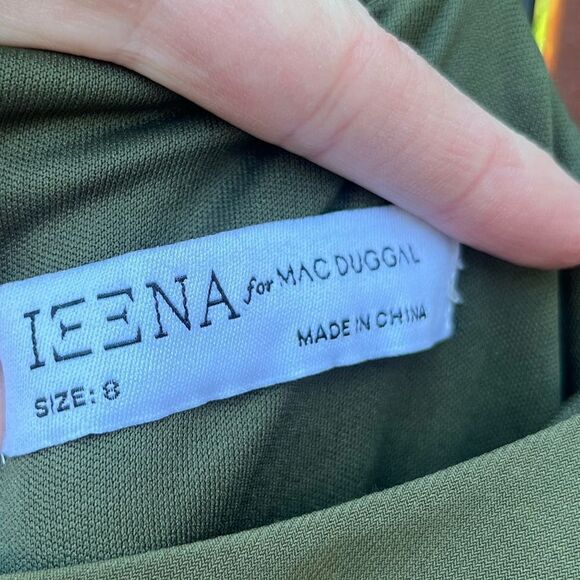 IEENA for MAC DUGGAL
MADE IN CHINA
SIZE: 8